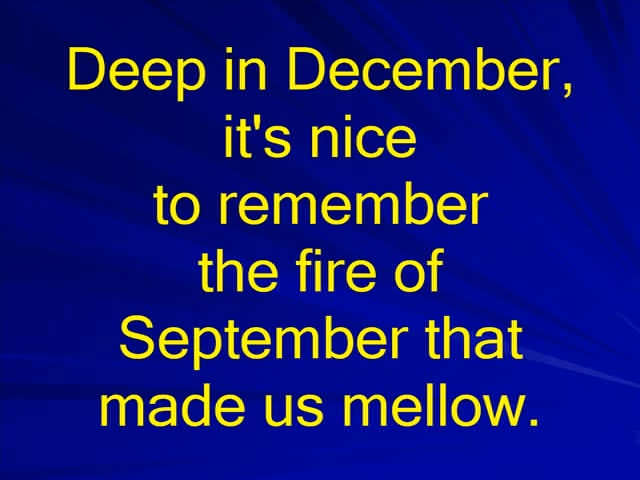 Deep in December,
it's nice
to remember
the fire of
September that
made us mellow.